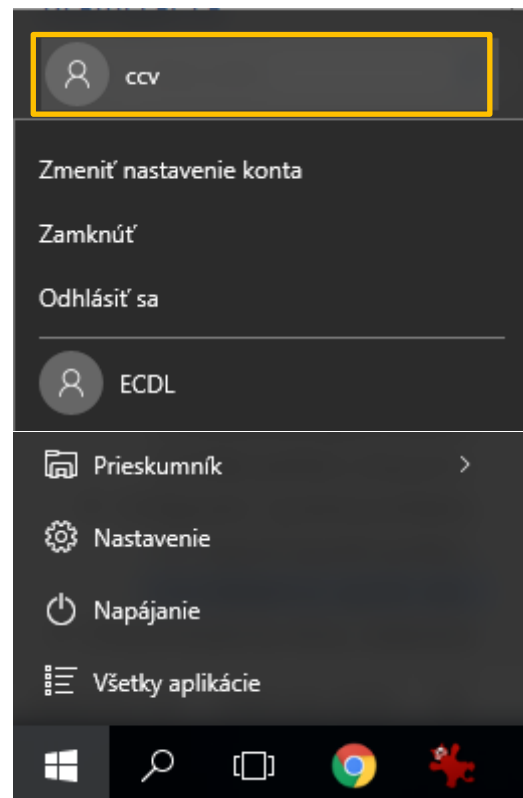 ccv
Zmeniť nastavenie konta
Zamknúť
Odhlásiť sa
ECDL
Prieskumník
Nastavenie
Napájanie
Všetky aplikácie